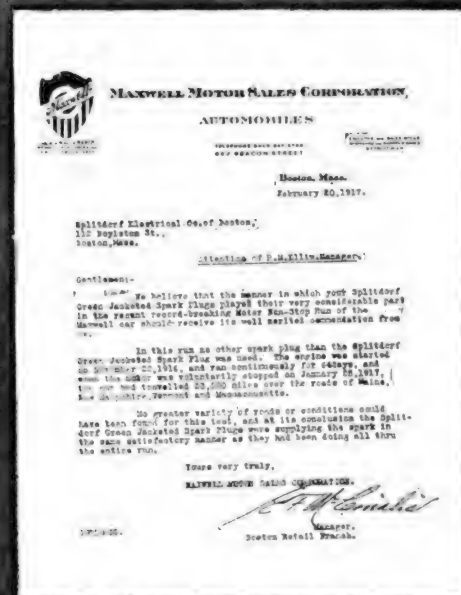 Maxwell
MAXWELL MOTOR SALES CORPORATION,
AUTOMOBILES
TELEPHONE BACK BAY
BEACON STREET
Boston, Mass.
February 20, 1917.
Splitdorf Electrical Co. of Boston,
Boylston St.,
Boston, Mass.
Attention of Manager.
Gentlemen:-
We believe that the manner in which your Splitdorf
Green Jacketed Spark Plugs played their very considerable part
in the recent record-breaking Motor Non-Stop Run of the
Maxwell car should receive its well merited commendation from
us.
In this run no other spark plug than the Splitdorf
Green Jacketed Spark Plug was used. The engine was started
on 1916, and ran continuously for days, and
when the motor was voluntarily stopped on January 1917,
the car had travelled miles over the roads of Maine,
New Hampshire, Vermont and Massachusetts.
No greater variety of roads or conditions could
have been found for this test, and at its conclusion the Split-
dorf Green Jacketed Spark Plugs were supplying the spark in
the same satisfactory manner as they had been doing all thru
the entire run.
Yours very truly,
MAXWELL MOTOR SALES CORPORATION.
Manager.
Boston Retail Branch.